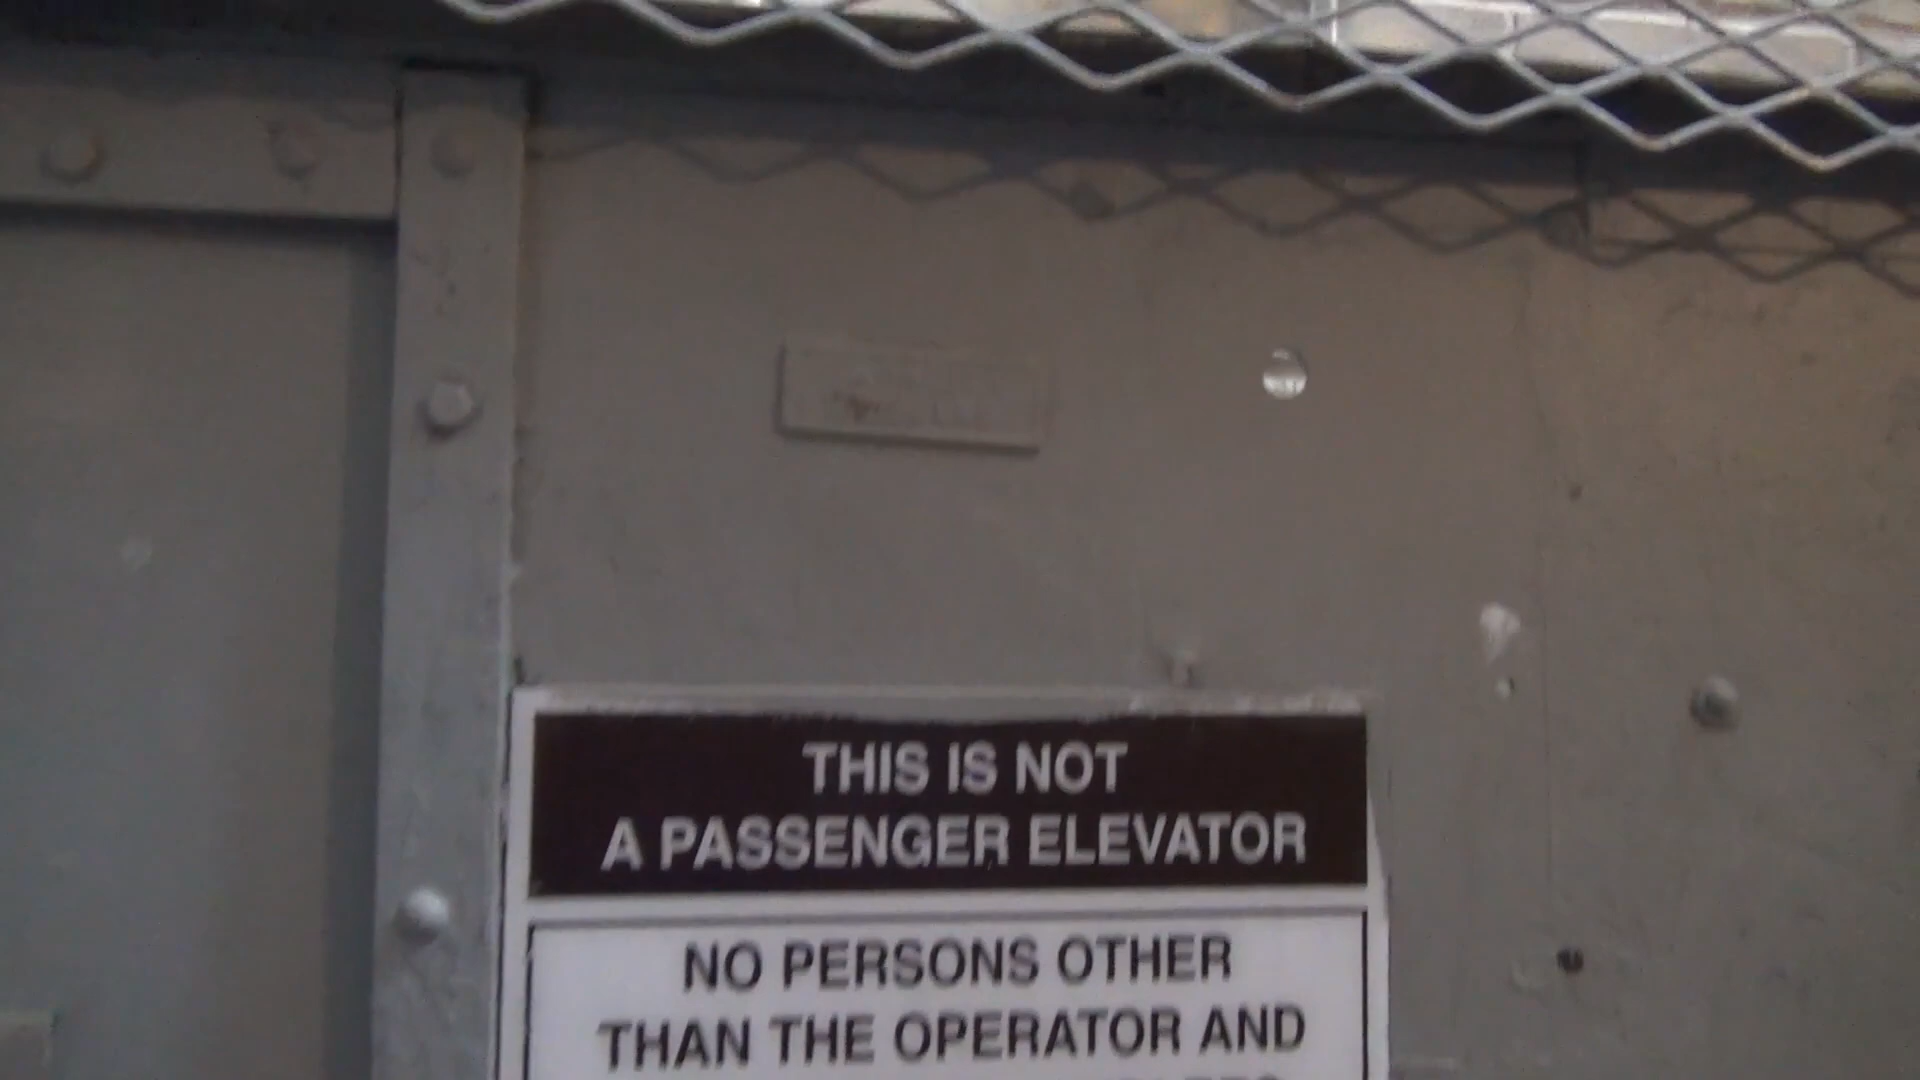 THIS IS NOT
A PASSENGER ELEVATOR
NO PERSONS OTHER
THAN THE OPERATOR AND